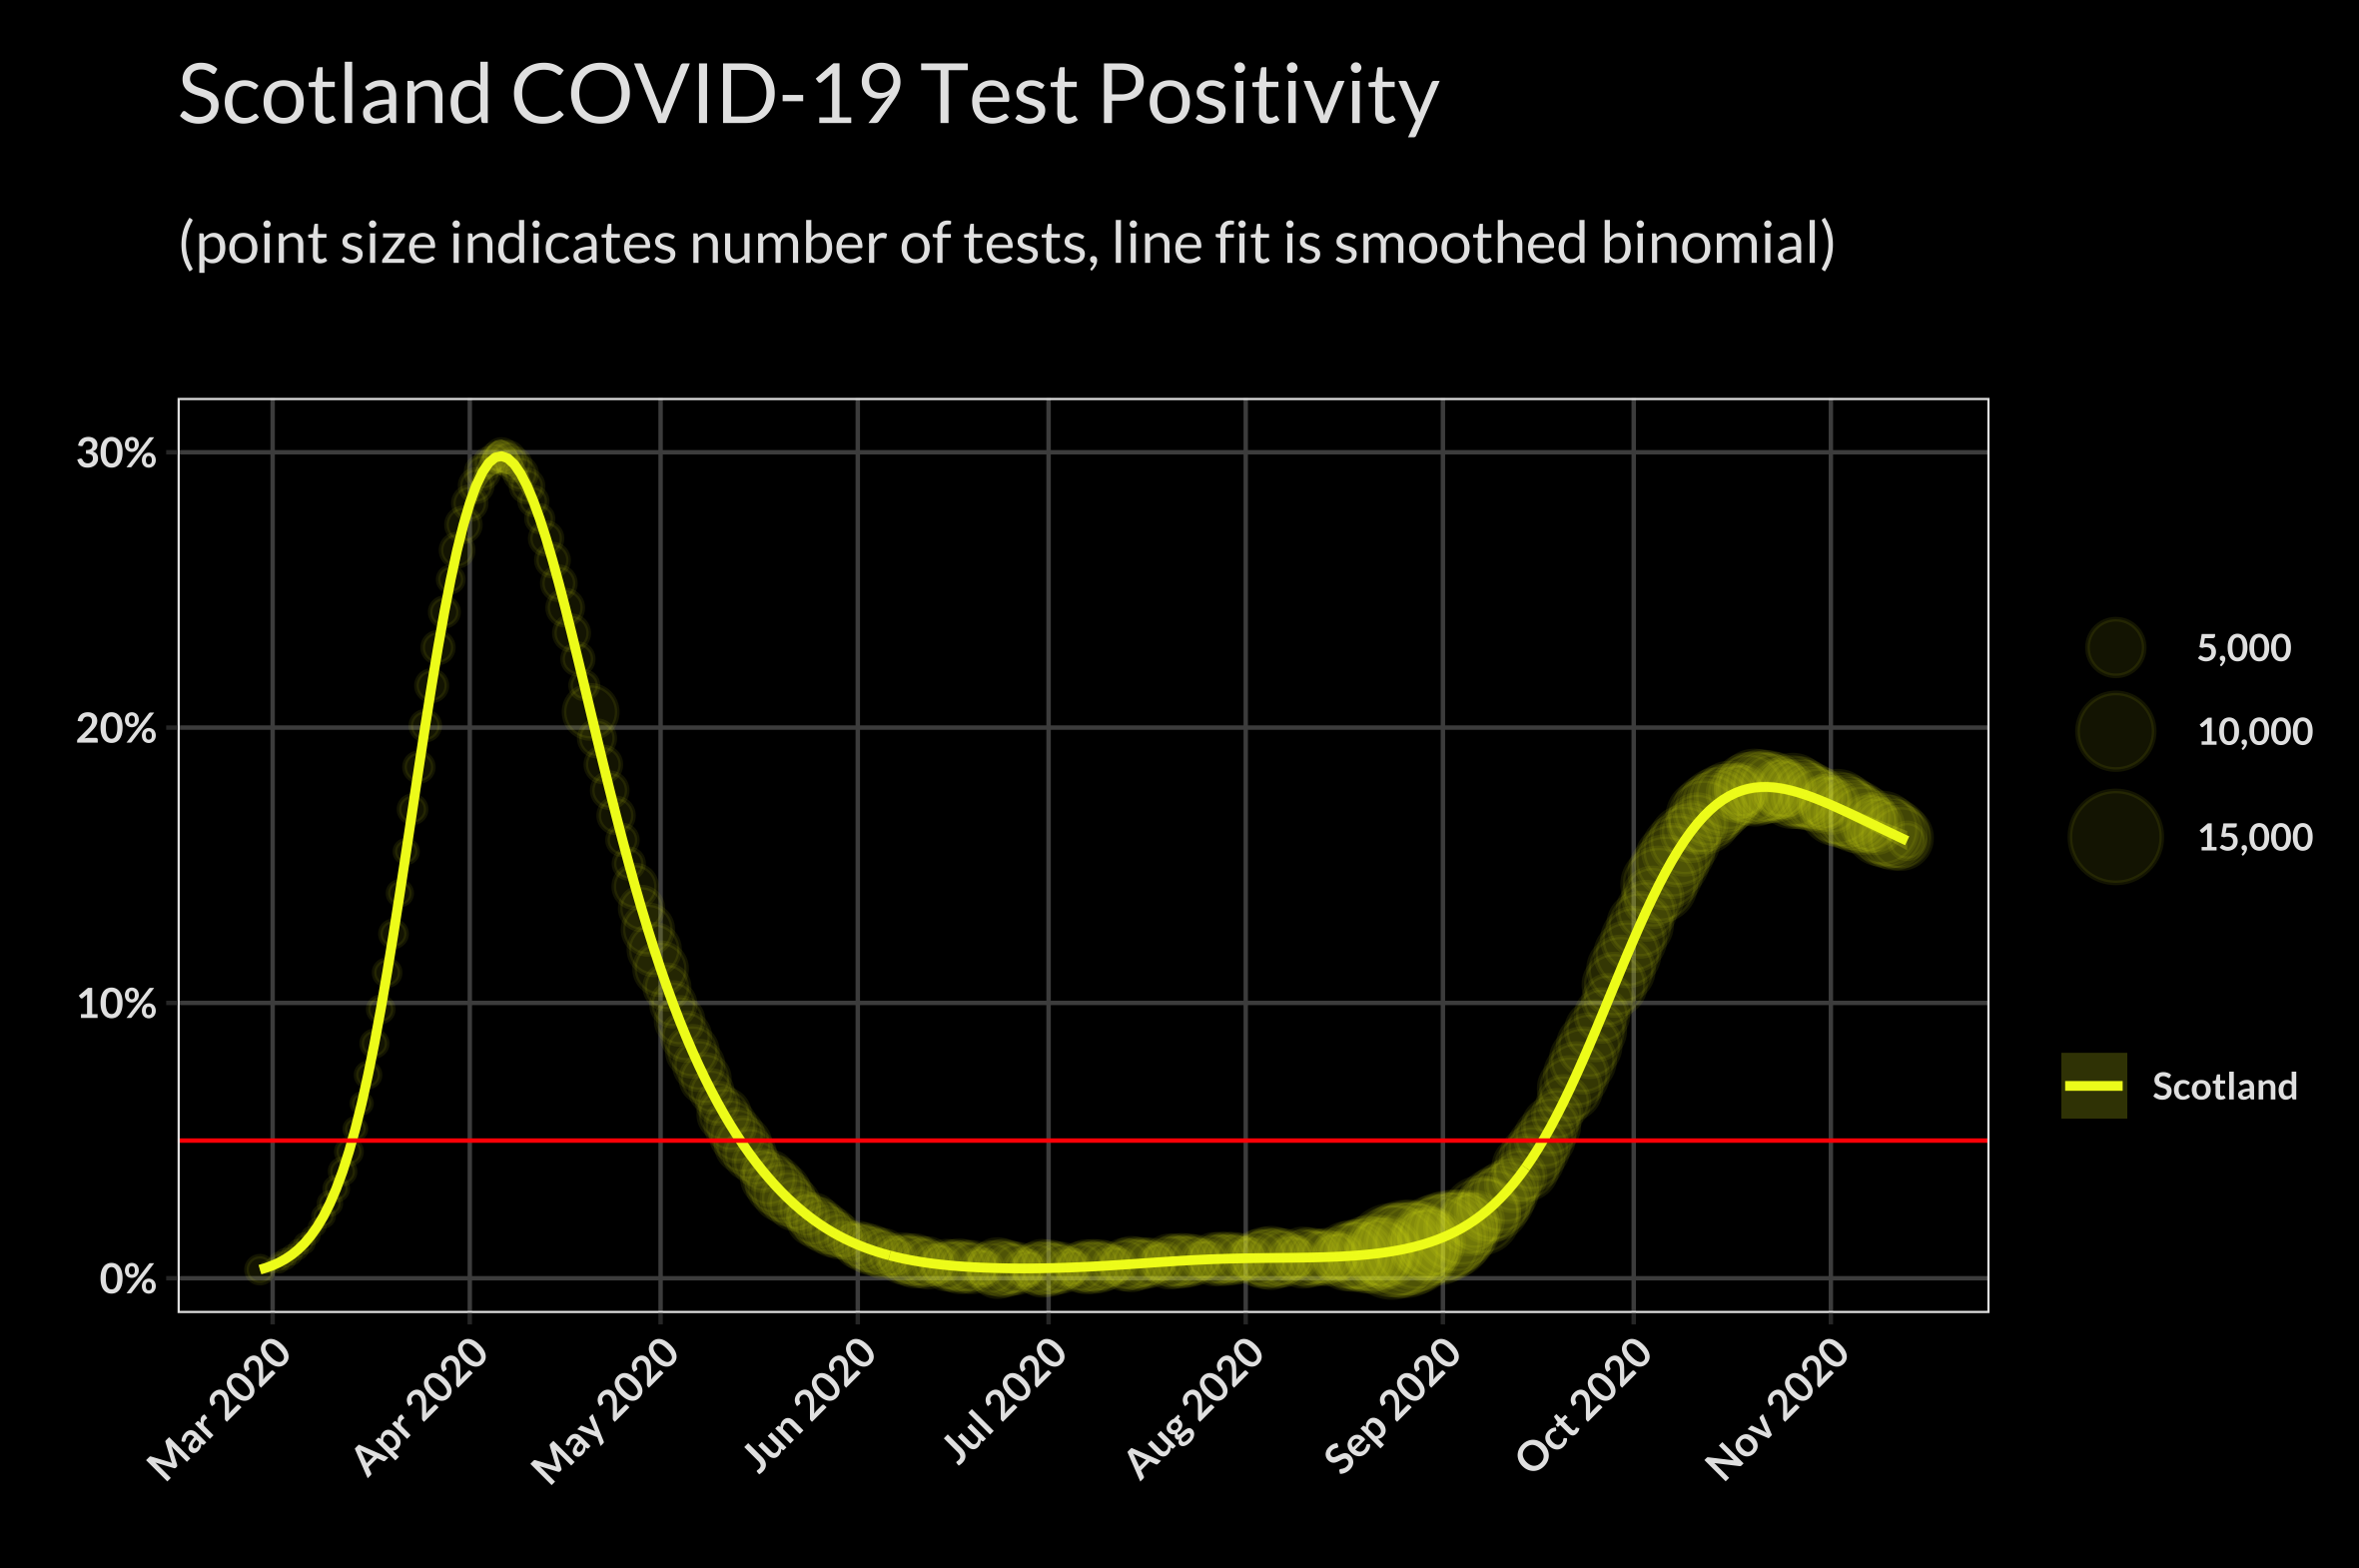 Scotland COVID-19 Test Positivity
(point size indicates number of tests, line fit is smoothed binomial)
30%
20%
10%
0%
5,000
10,000
15,000
Scotland
Mar 2020
Apr 2020
May 2020
Jun 2020
Jul 2020
Aug 2020
Sep 2020
Oct 2020
Nov 2020